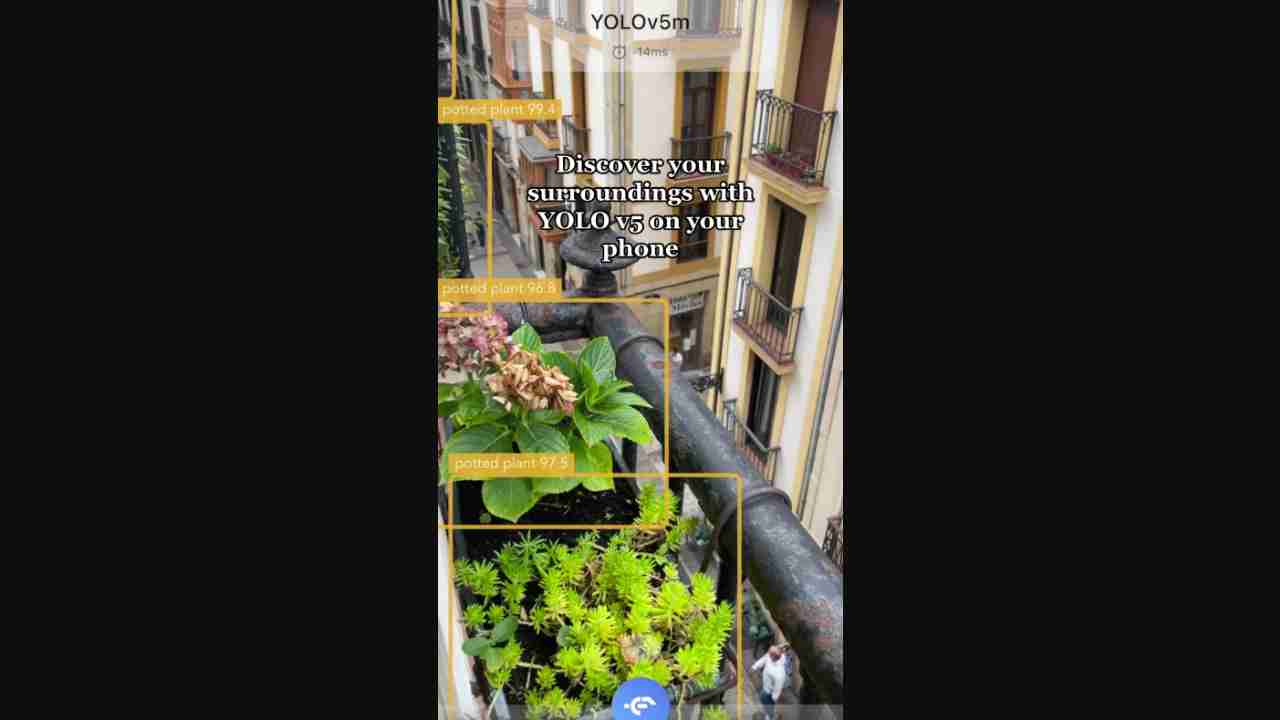 YOLOv5m
14ms
potted plant 99.4
Discover your
surroundings with
YOLO v5 on your
phone
potted plant 96.8
potted plant 97.5